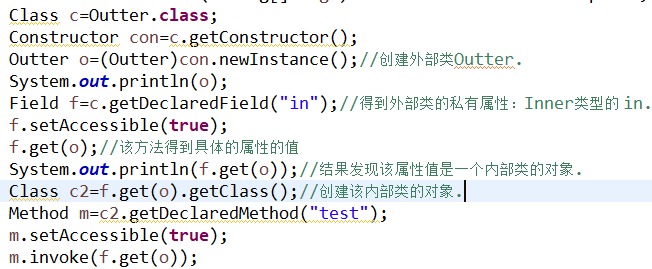 Class c=Outter.class;
Constructor con=c.getConstructor();
Outter o=(Outter)con.newInstance();//创建外部类Outter.
System.out.println(o);
Field f=c.getDeclaredField("in");//得到外部类的私有属性：Inner类型的 in.
f.setAccessible(true);
f.get(o);//该方法得到具体的属性的值
System.out.println(f.get(o));//结果发现该属性值是一个内部类的对象.
Class c2=f.get(o).getClass();//创建该内部类的对象.
Method m=c2.getDeclaredMethod("test");
m.setAccessible(true);
m.invoke(f.get(o));